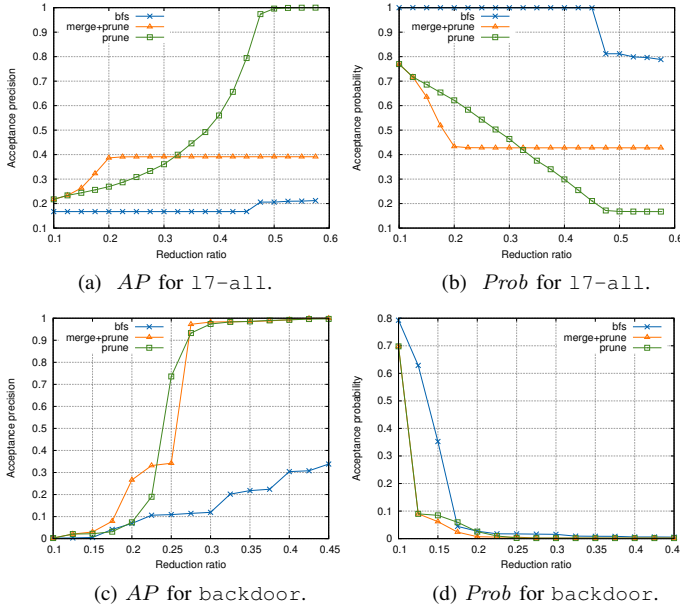 bfs
merge+prune
prune
Acceptance precision
1
0.9
0.8
0.7
0.6
0.5
0.4
0.3
0.2
0.1
0.1 0.2 0.3 0.4 0.5 0.6
Reduction ratio
(a) AP for l7-all.
bfs
merge+prune
prune
Acceptance probability
1
0.9
0.8
0.7
0.6
0.5
0.4
0.3
0.2
0.1
0.1 0.2 0.3 0.4 0.5 0.6
Reduction ratio
(b) Prob for l7-all.
bfs
merge+prune
prune
Acceptance precision
1
0.9
0.8
0.7
0.6
0.5
0.4
0.3
0.2
0.1
0
0.1 0.15 0.2 0.25 0.3 0.35 0.4 0.45
Reduction ratio
(c) AP for backdoor.
bfs
merge+prune
prune
Acceptance probability
0.8
0.7
0.6
0.5
0.4
0.3
0.2
0.1
0
0.1 0.15 0.2 0.25 0.3 0.35 0.4 0.4
Reduction ratio
(d) Prob for backdoor.